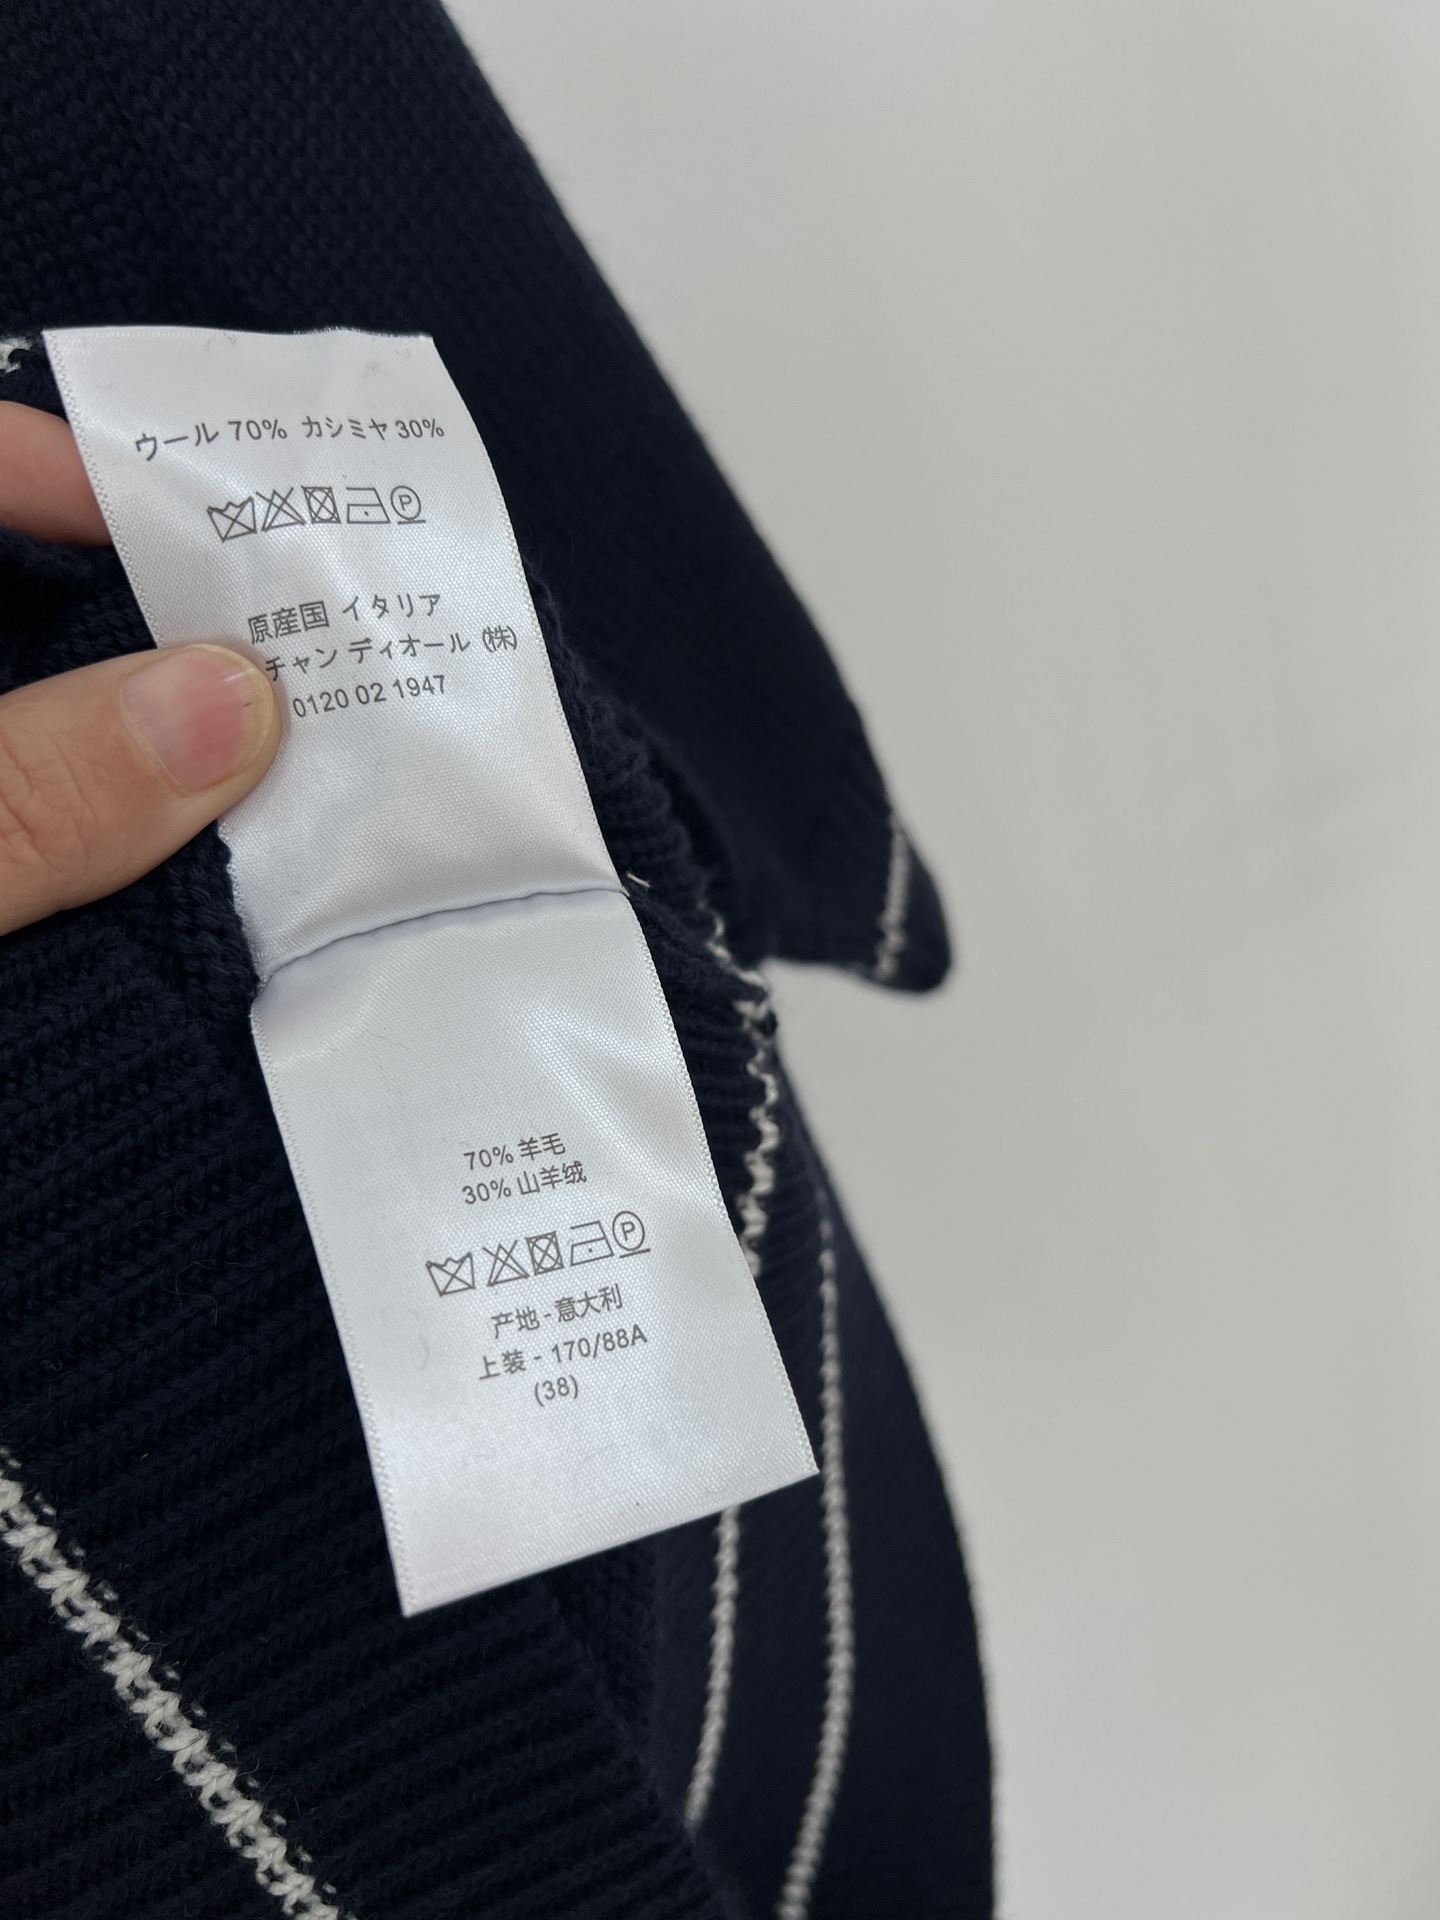 ウール 70% カシミヤ 30%
原産国 イタリア
チャン ディオール ㈱
0120 02 1947
70% 羊毛
30% 山羊绒
产地 - 意大利
上装 - 170/88A
(38)